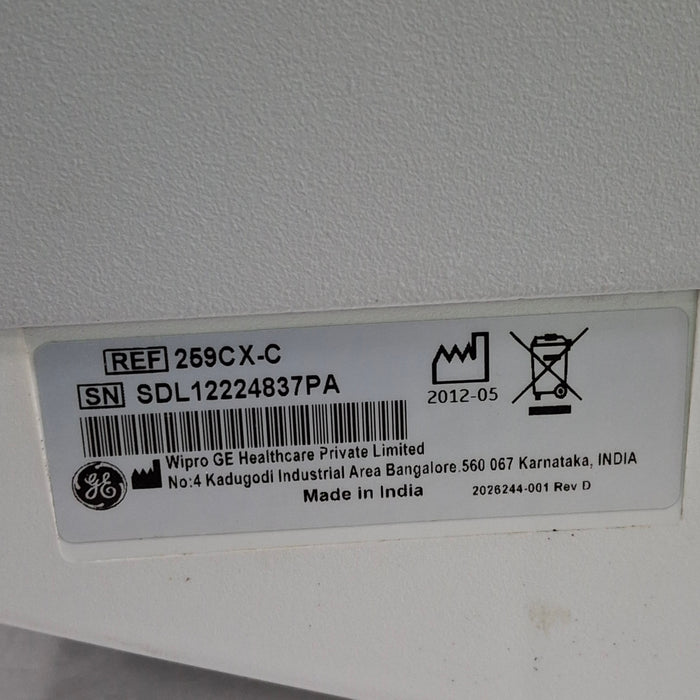 REF 259CX-C
SN SDL12224837PA
2012-05
GE
Wipro GE Healthcare Private Limited
No:4 Kadugodi Industrial Area Bangalore.560 067 Karnataka, INDIA
Made in India
2026244-001 Rev D